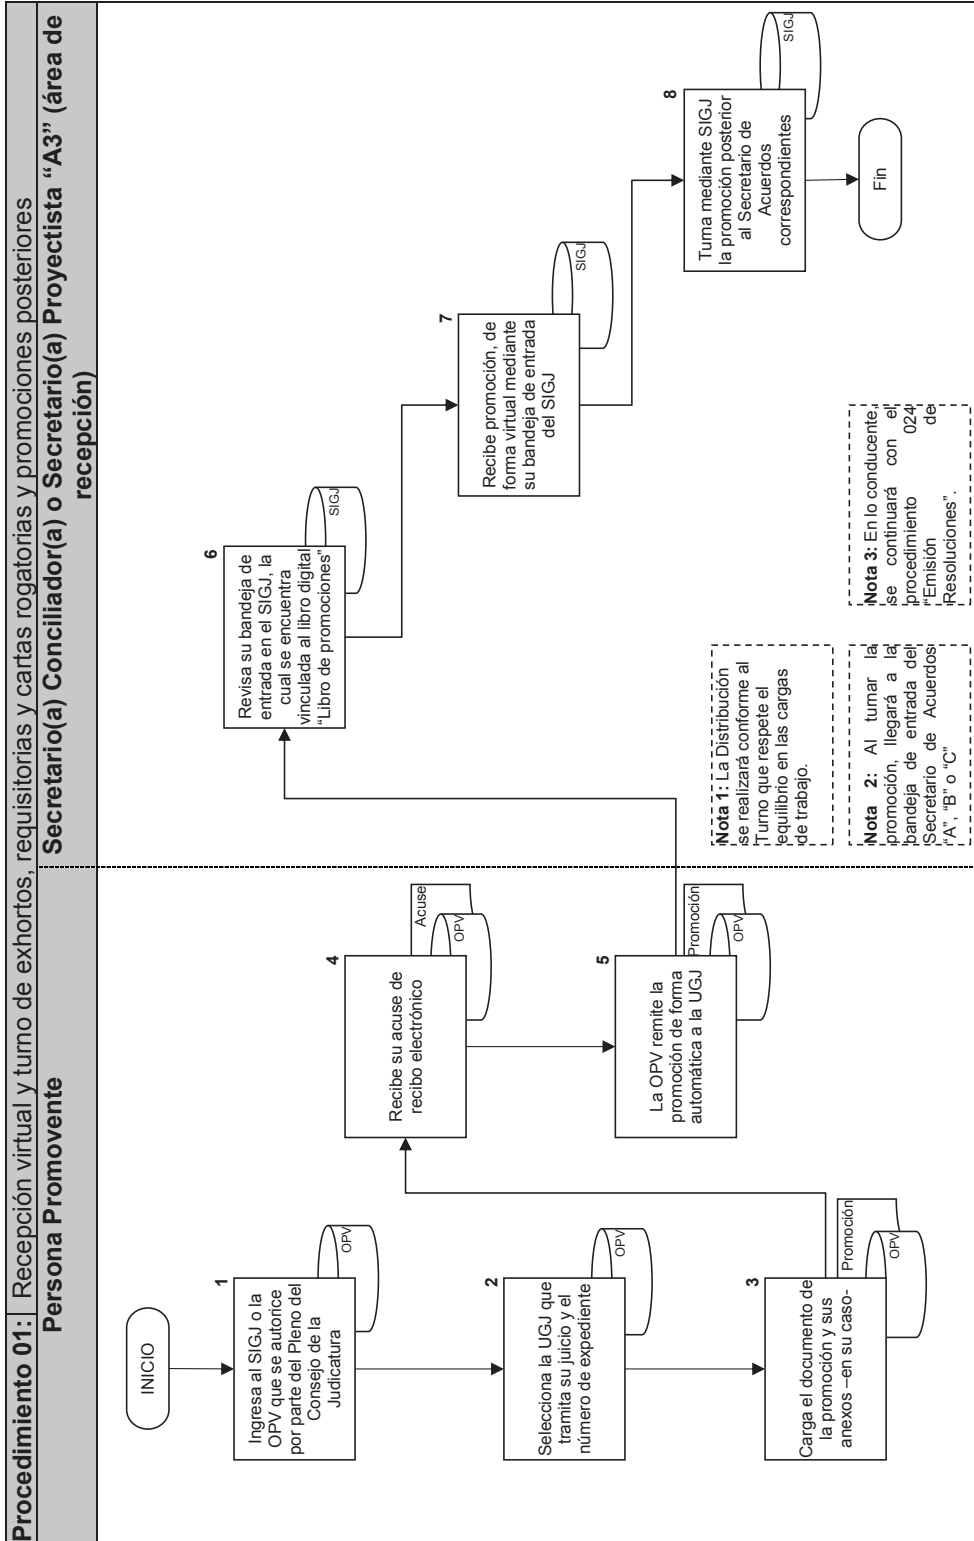 Procedimiento 01: Recepción virtual y turno de exhortos, requisitorias y cartas rogatorias y promociones posteriores
Persona Promovente
Secretario(a) Conciliador(a) o Secretario(a) Proyectista “A3” (área de
recepción)
INICIO
1
Ingresa al SIGJ o la
OPV que se autorice
por parte del Pleno del
Consejo de la
Judicatura
OPV
2
Selecciona la UGJ que
tramita su juicio y el
número de expediente
OPV
3
Carga el documento de
la promoción y sus
anexos –en su caso-
Promoción
OPV
4
Recibe su acuse de
recibo electrónico
Acuse
OPV
5
La OPV remite la
promoción de forma
automática a la UGJ
Promoción
OPV
6
Revisa su bandeja de
entrada en el SIGJ, la
cual se encuentra
vinculada al libro digital
“Libro de promociones”
SIGJ
7
Recibe promoción, de
forma virtual mediante
su bandeja de entrada
del SIGJ
SIGJ
8
Turna mediante SIGJ
la promoción posterior
al Secretario de
Acuerdos
correspondientes
SIGJ
Fin
Nota 1: La Distribución
se realizará conforme al
Turno que respete el
equilibrio en las cargas
de trabajo.
Nota 2: Al turnar la
promoción, llegará a la
bandeja de entrada del
Secretario de Acuerdos
“A”, “B” o “C”
Nota 3: En lo conducente,
se continuará con el
procedimiento 024
“Emisión de
Resoluciones”.